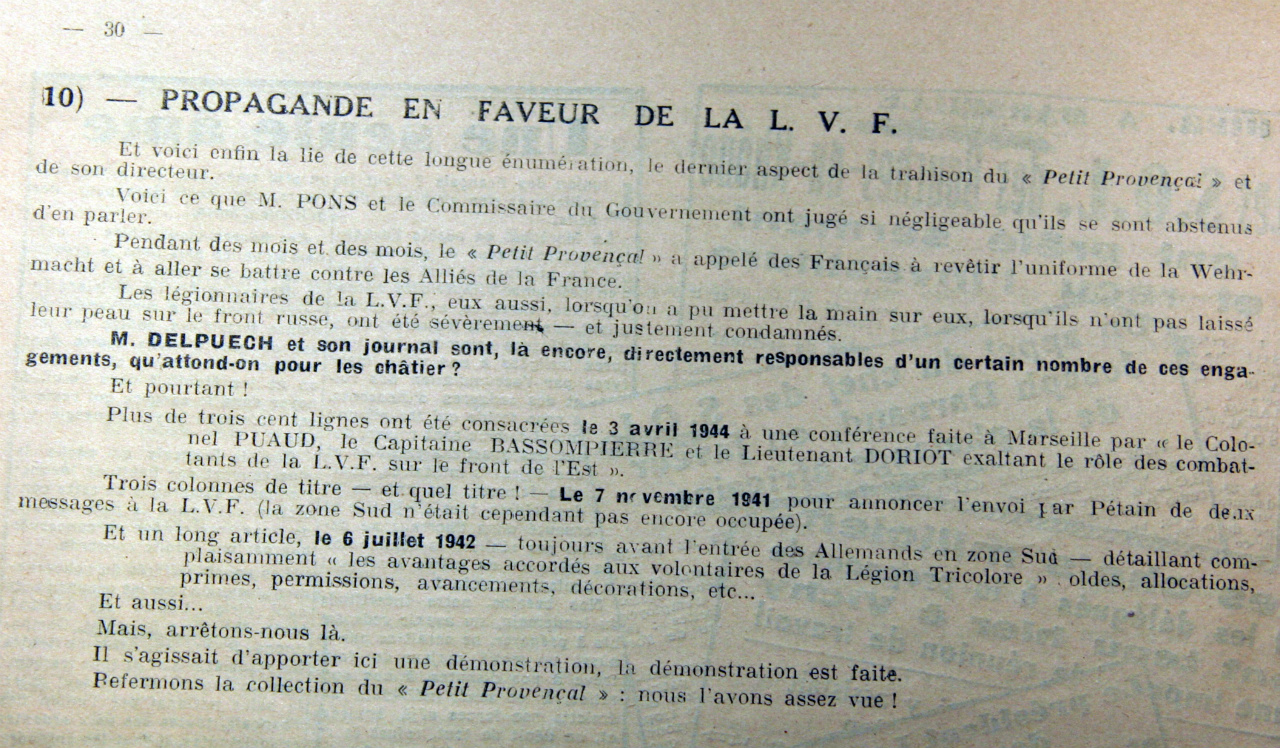 — 30 —
10) — PROPAGANDE EN FAVEUR DE LA L. V. F.
Et voici enfin la lie de cette longue énumération, le dernier aspect de la trahison du « Petit Provençal » et
de son directeur.
Voici ce que M. PONS et le Commissaire du Gouvernement ont jugé si négligeable qu'ils se sont abstenus
d'en parler.
Pendant des mois et des mois, le « Petit Provençal » a appelé des Français à revêtir l'uniforme de la Wehr-
macht et à aller se battre contre les Alliés de la France.
Les légionnaires de la L.V.F., eux aussi, lorsqu'on a pu mettre la main sur eux, lorsqu'ils n'ont pas laissé
leur peau sur le front russe, ont été sévèrement — et justement condamnés.
M. DELPUECH et son journal sont, là encore, directement responsables d'un certain nombre de ces enga-
gements, qu'attond-on pour les châtier ?
Et pourtant !
Plus de trois cent lignes ont été consacrées le 3 avril 1944 à une conférence faite à Marseille par « le Colo-
nel PUAUD, le Capitaine BASSOMPIERRE et le Lieutenant DORIOT exaltant le rôle des combat-
tants de la L.V.F. sur le front de l'Est ».
Trois colonnes de titre — et quel titre ! — Le 7 novembre 1941 pour annoncer l'envoi par Pétain de deux
messages à la L.V.F. (la zone Sud n'était cependant pas encore occupée).
Et un long article, le 6 juillet 1942 — toujours avant l'entrée des Allemands en zone Sud — détaillant com-
plaisamment « les avantages accordés aux volontaires de la Légion Tricolore » . oldes, allocations,
primes, permissions, avancements, décorations, etc...
Et aussi...
Mais, arrêtons-nous là.
Il s'agissait d'apporter ici une démonstration, la démonstration est faite.
Refermons la collection du « Petit Provençal » : nous l'avons assez vue !